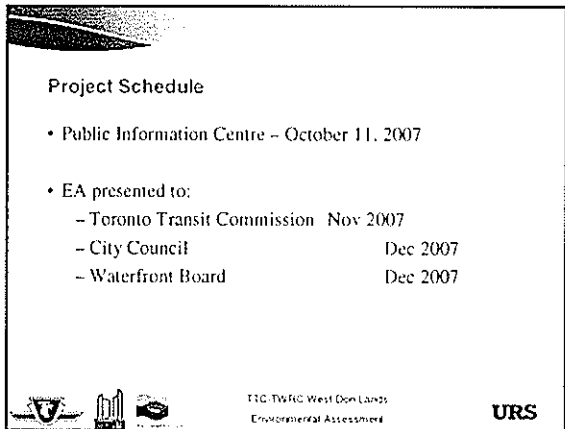 Project Schedule
• Public Information Centre – October 11, 2007
• EA presented to:
– Toronto Transit Commission Nov 2007
– City Council Dec 2007
– Waterfront Board Dec 2007
TTC-TWRC West Don Lands
Environmental Assessment
URS